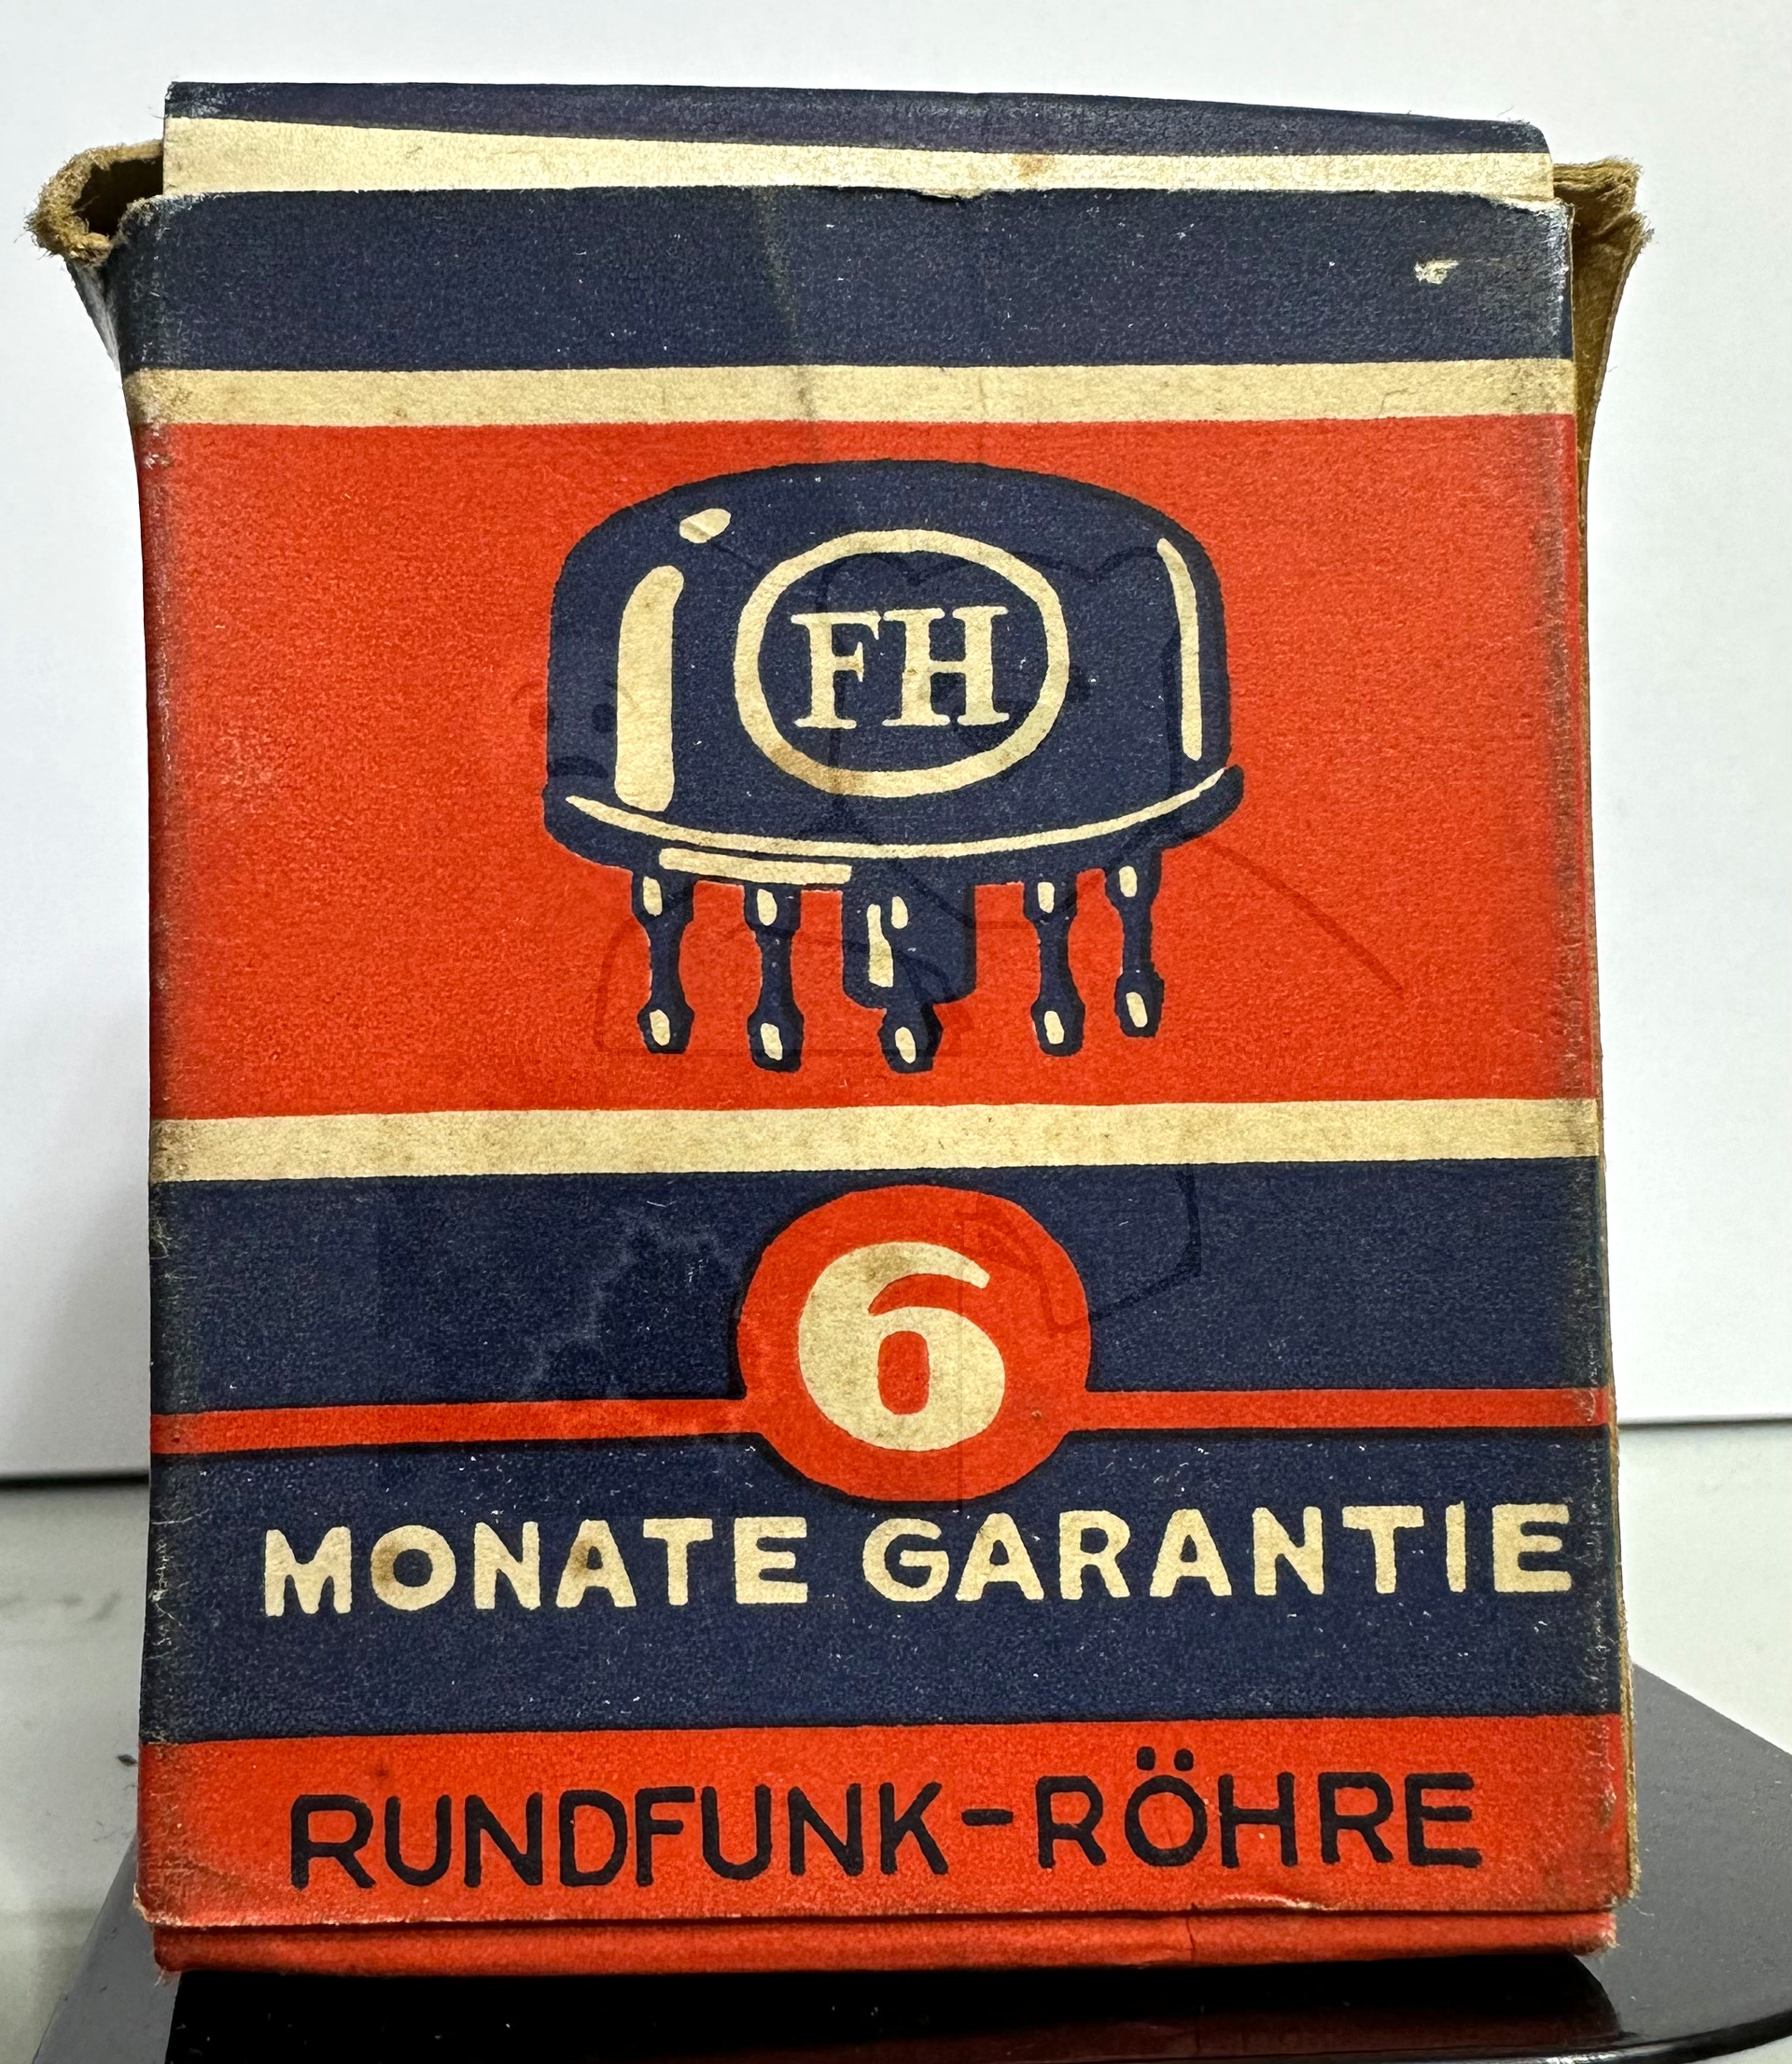 FH
6
MONATE GARANTIE
RUNDFUNK-RÖHRE